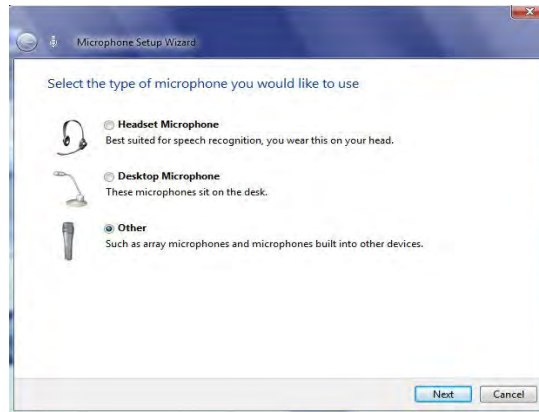 Microphone Setup Wizard
Select the type of microphone you would like to use
Headset Microphone
Best suited for speech recognition, you wear this on your head.
Desktop Microphone
These microphones sit on the desk.
Other
Such as array microphones and microphones built into other devices.
Next Cancel